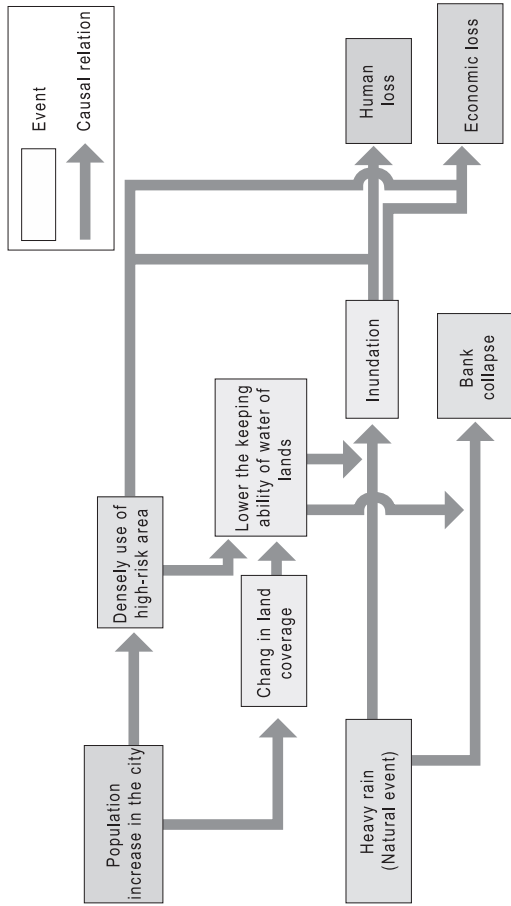 Event
Causal relation
Population
increase in the city
Densely use of
high-risk area
Chang in land
coverage
Lower the keeping
ability of water of
lands
Heavy rain
(Natural event)
Inundation
Bank
collapse
Human
loss
Economic loss